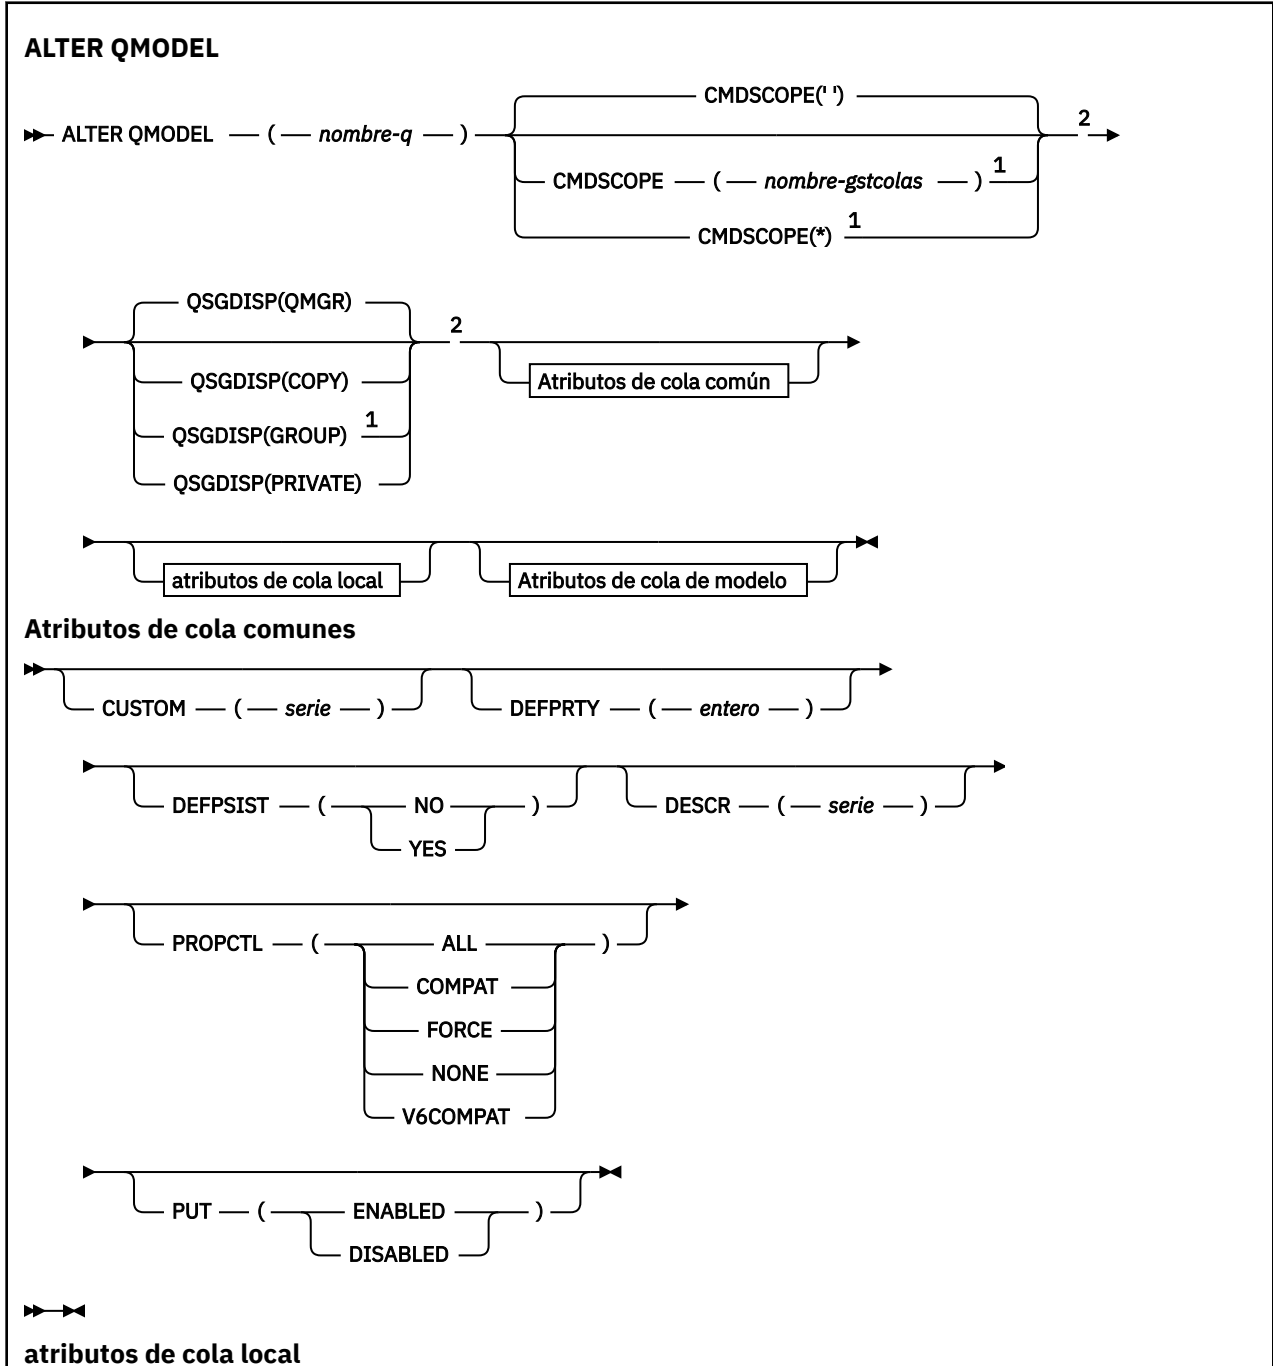 ALTER QMODEL
CMDSCOPE(' ')
ALTER QMODEL ( nombre-q ) 2
CMDSCOPE ( nombre-gstcolas ) 1
CMDSCOPE(*) 1
QSGDISP(QMGR)
2
QSGDISP(COPY) Atributos de cola común
QSGDISP(GROUP) 1
QSGDISP(PRIVATE)
atributos de cola local Atributos de cola de modelo
Atributos de cola comunes
CUSTOM ( serie ) DEFPRTY ( entero )
DEFPSIST ( NO ) DESCR ( serie )
YES
PROPCTL ( ALL )
COMPAT
FORCE
NONE
V6COMPAT
PUT ( ENABLED )
DISABLED
atributos de cola local